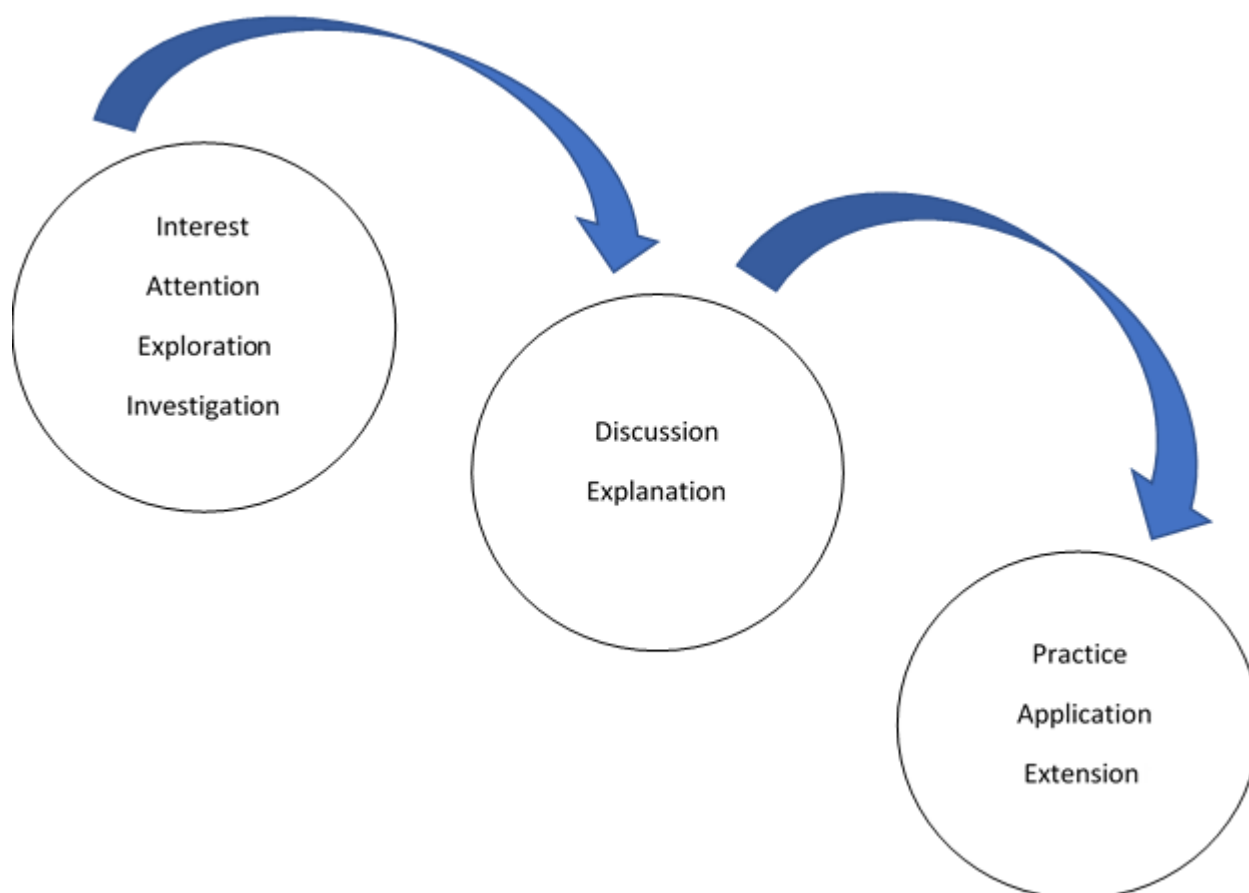 Interest
Attention
Exploration
Investigation
Discussion
Explanation
Practice
Application
Extension